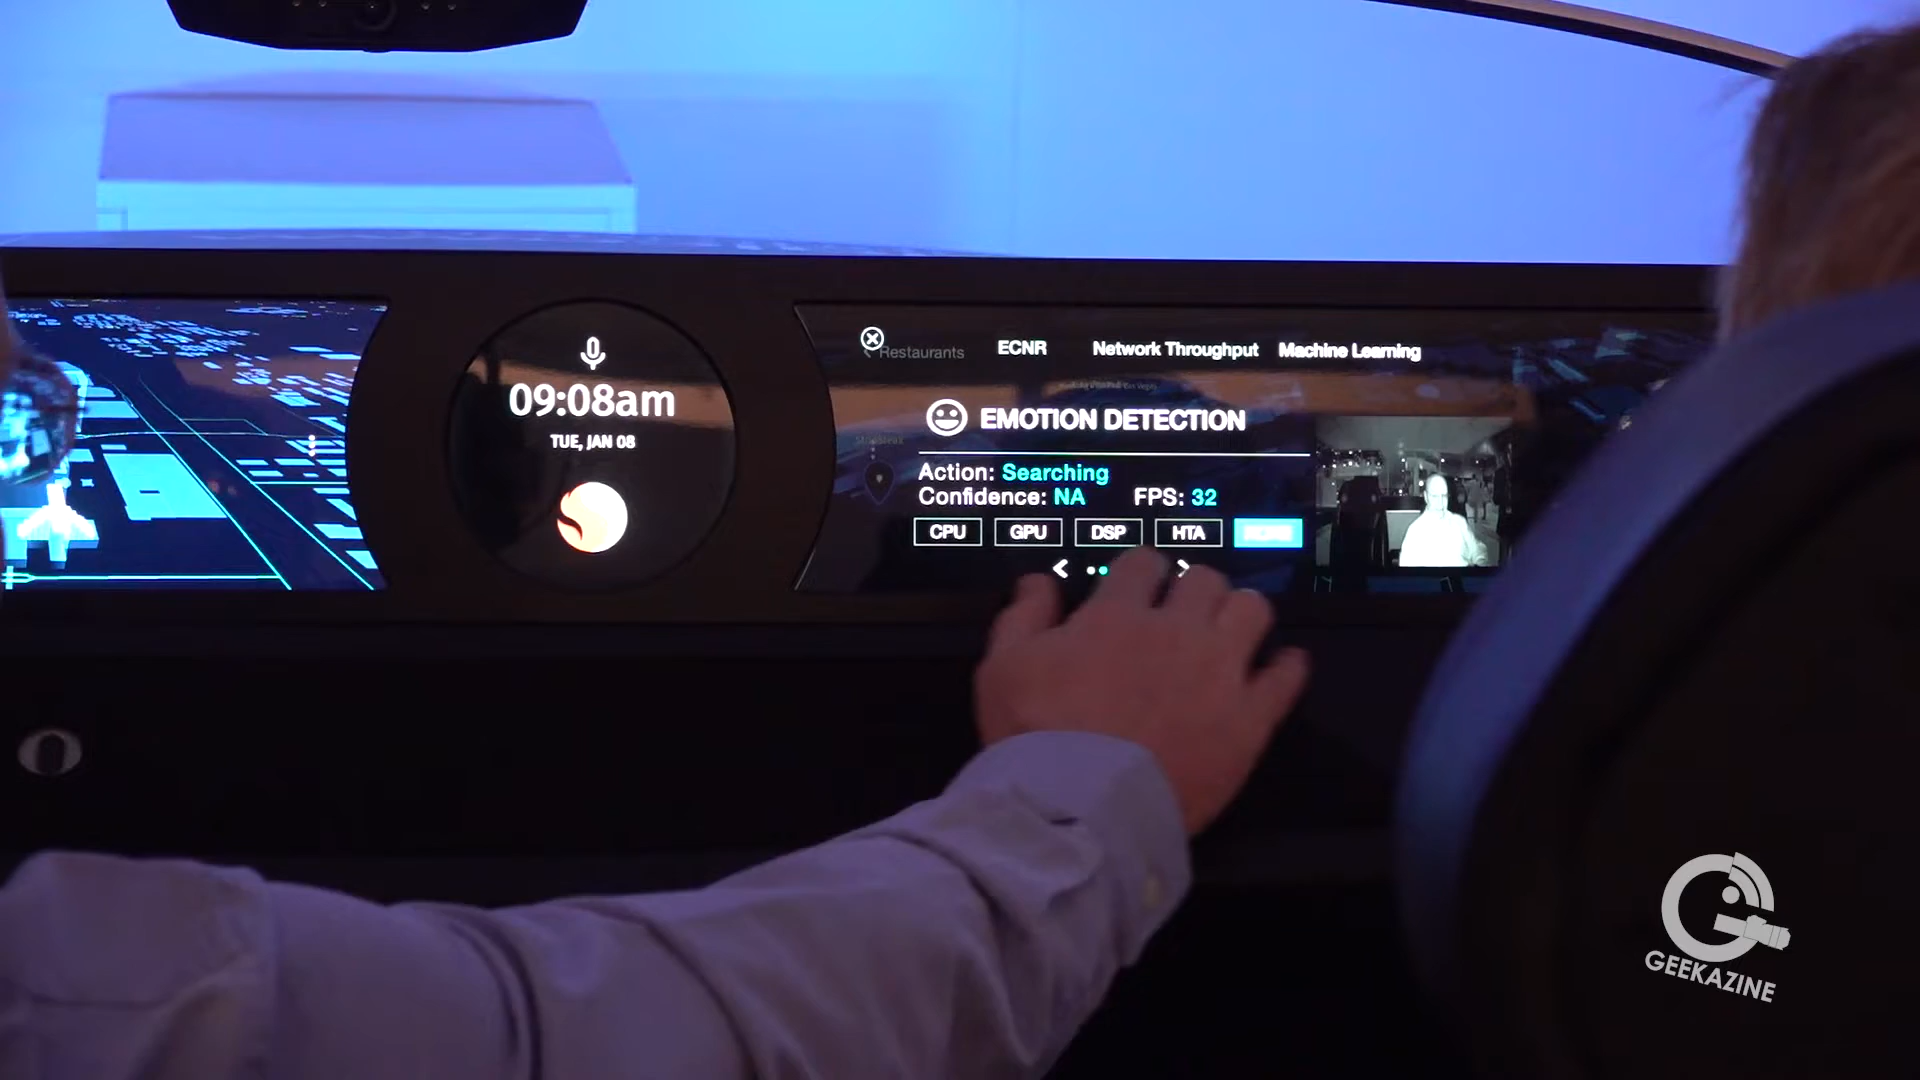 09:08am
TUE, JAN 08
Restaurants
ECNR
Network Throughput
Machine Learning
EMOTION DETECTION
Action: Searching
Confidence: NA FPS: 32
CPU GPU DSP HTA
GEEKAZINE